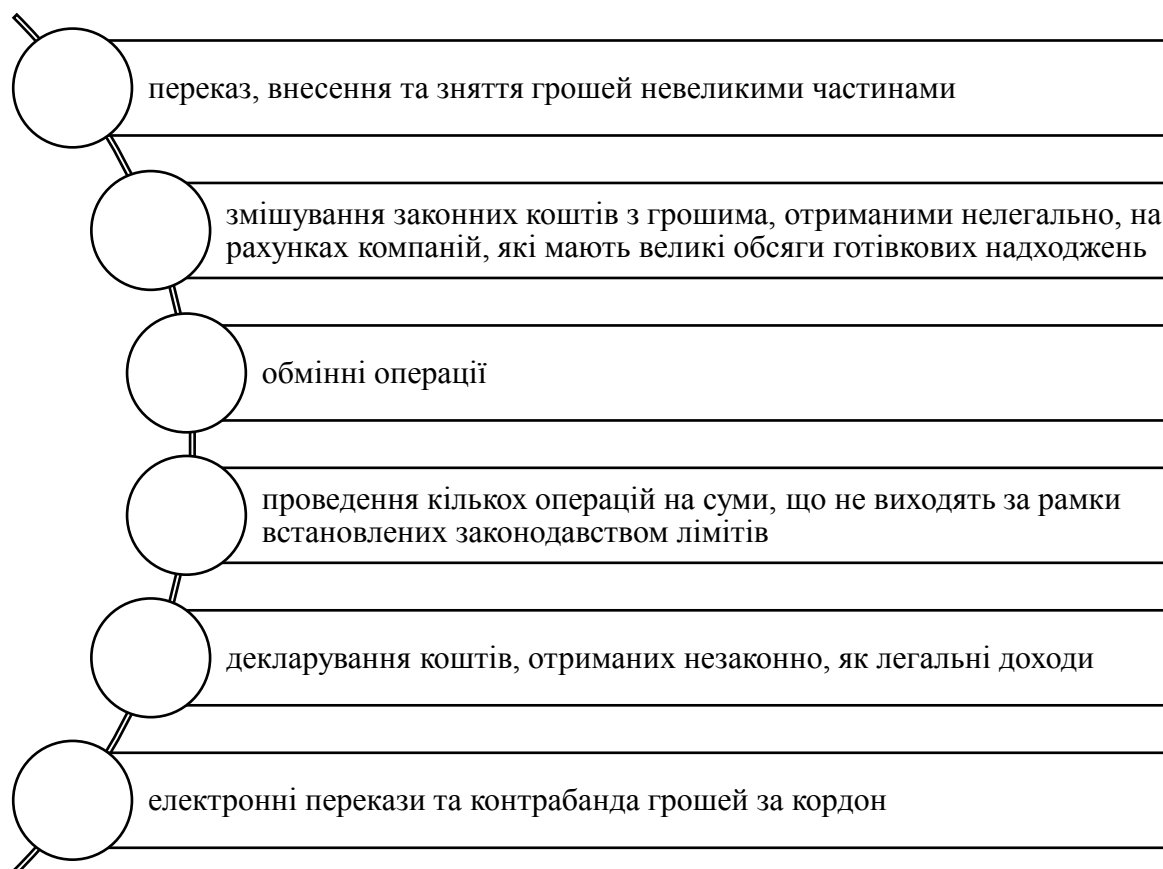 переказ, внесення та зняття грошей невеликими частинами
змішування законних коштів з грошима, отриманими нелегально, на
рахунках компаній, які мають великі обсяги готівкових надходжень
обмінні операції
проведення кількох операцій на суми, що не виходять за рамки
встановлених законодавством лімітів
декларування коштів, отриманих незаконно, як легальні доходи
електронні перекази та контрабанда грошей за кордон